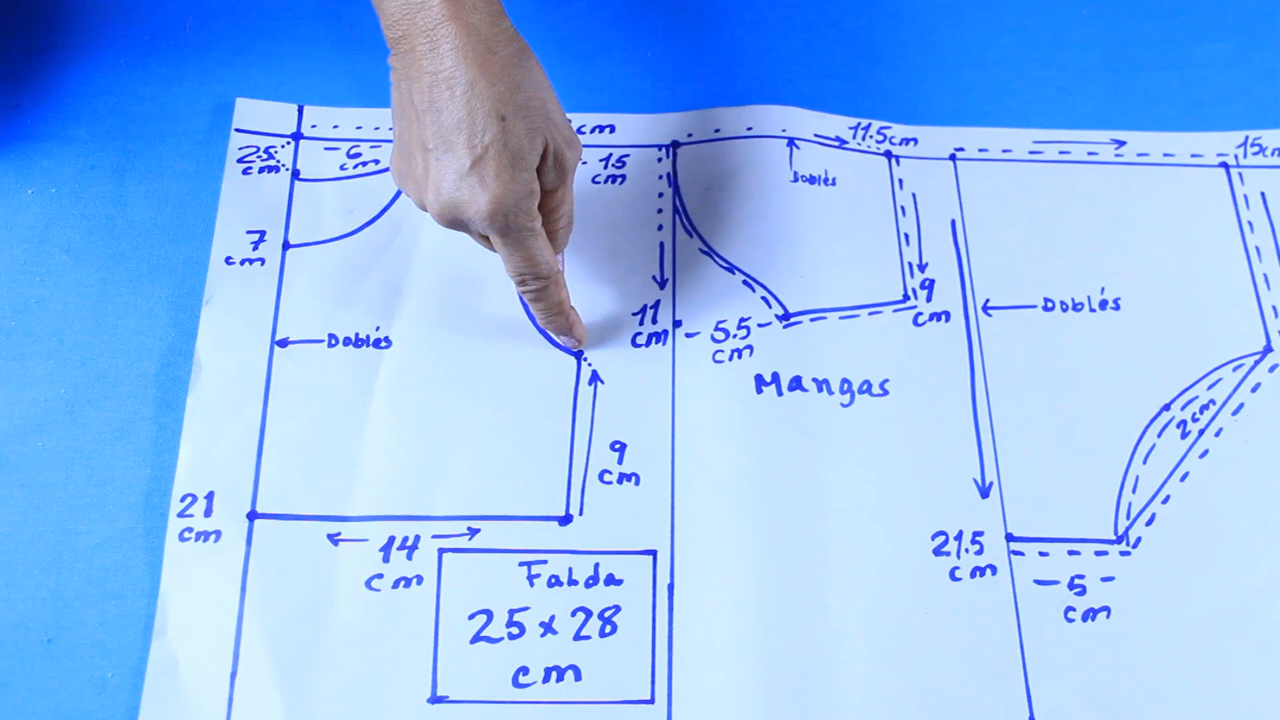 2.5
cm
- 6 -
cm
cm
15
cm
7
cm
Doblés
21
cm
14
cm
9
cm
Falda
25 x 28
cm
11.5cm
Doblés
11
cm
- 5.5 -
cm
9
cm
Mangas
15cm
Doblés
2cm
21.5
cm
- 5 -
cm